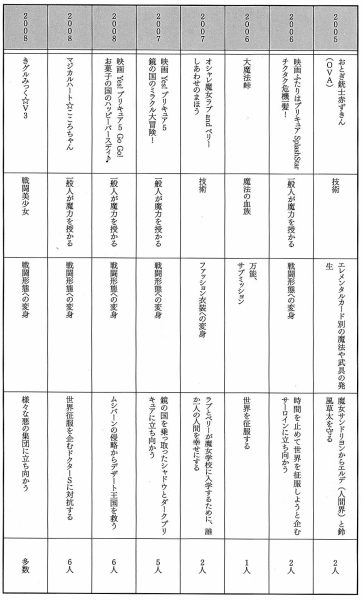 2005
おとぎ銃士赤ずきん
(OVA)
技術
エレメンタルカード別の魔法や武具の発
生
魔女サンドリヨンからエルデ(人間界)と鈴
風草太を守る
2人
2006
映画ふたりはプリキュア SplashStar
チクタク危機一髪!
一般人が魔力を授かる
戦闘形態への変身
時間を止めて世界を征服しようと企む
サーロインに立ち向かう
2人
2006
大魔法峠
魔法の血族
万能、
サブミッション
世界を征服する
1人
2007
オシャレ魔女ラブ and ベリー
しあわせのまほう
技術
ファッション衣装への変身
ラブとベリーが魔女学校に入学するために、誰
か一人の人間を幸せにする
2人
2007
映画 Yes! プリキュア5
鏡の国のミラクル大冒険!
一般人が魔力を授かる
戦闘形態への変身
鏡の国を乗っ取ったシャドウとダークプリ
キュアに立ち向かう
5人
2008
映画 Yes! プリキュア5 Go Go!
お菓子の国のハッピーバースディ♪
一般人が魔力を授かる
戦闘形態への変身
ムシバーンの侵略からデザート王国を救う
6人
2008
マジカルハート☆こころちゃん
一般人が魔力を授かる
戦闘形態への変身
世界征服を企むドクターSに対抗する
6人
2008
きグルみっく☆V3
戦闘美少女
戦闘形態への変身
様々な悪の集団に立ち向かう
多数